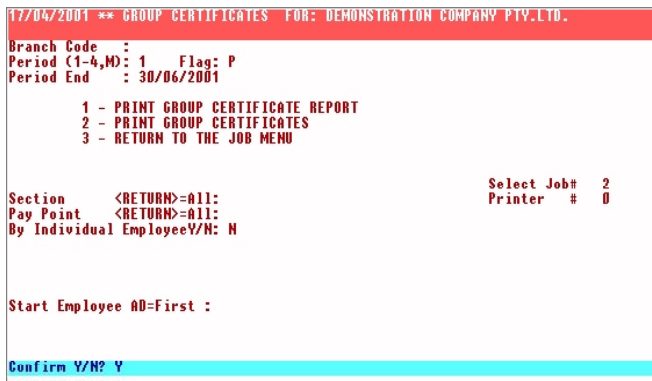 17/04/2001 ** GROUP CERTIFICATES FOR: DEMONSTRATION COMPANY PTY.LTD.
Branch Code :
Period (1-4,M): 1 Flag: P
Period End : 30/06/2001
1 - PRINT GROUP CERTIFICATE REPORT
2 - PRINT GROUP CERTIFICATES
3 - RETURN TO THE JOB MENU
Select Job# 2
Section <RETURN>=All:
Printer # 0
Pay Point <RETURN>=All:
By Individual EmployeeY/N: N
Start Employee AD=First :
Confirm Y/N? Y